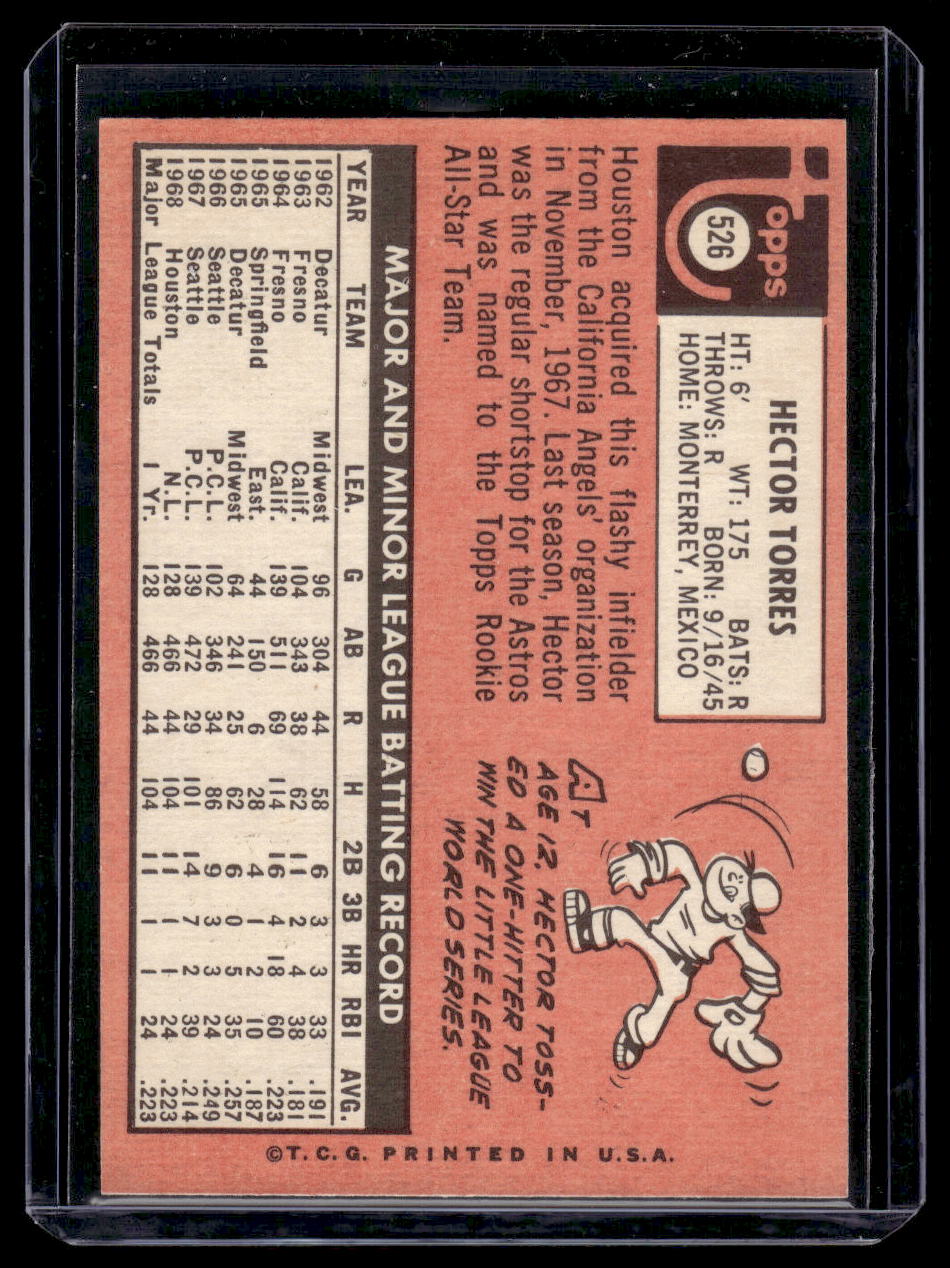 Topps
526
HECTOR TORRES
HT: 6' WT: 175 BATS: R
THROWS: R BORN: 9/16/45
HOME: MONTERREY, MEXICO
Houston acquired this flashy infielder
from the California Angels' organization
in November, 1967. Last season, Hector
was the regular shortstop for the Astros
and was named to the Topps Rookie
All-Star Team.
AT
AGE 12, HECTOR TOSS-
ED A ONE-HITTER TO
WIN THE LITTLE LEAGUE
WORLD SERIES.
MAJOR AND MINOR LEAGUE BATTING RECORD
YEAR TEAM LEA. G AB R H 2B 3B HR RBI AVG.
1962 Decatur Midwest 96 304 44 58 6 3 3 33 .191
1963 Fresno Calif. 104 343 38 62 11 2 4 38 .181
1964 Fresno Calif. 139 511 69 114 16 4 18 60 .223
1965 Springfield East. 44 150 6 28 4 1 2 10 .187
1965 Decatur Midwest 64 241 25 62 6 0 5 35 .257
1966 Seattle P.C.L. 102 346 34 86 9 3 3 24 .249
1967 Seattle P.C.L. 139 472 29 101 14 7 2 39 .214
1968 Houston N.L. 128 466 44 104 11 1 1 24 .223
Major League Totals 1 Yr. 128 466 44 104 11 1 1 24 .223
©T.C.G. PRINTED IN U.S.A.